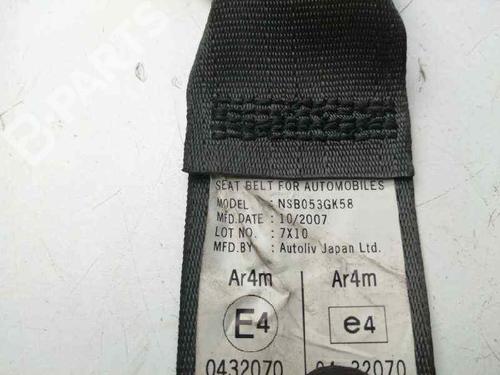 B-PARTS
SEAT BELT FOR AUTOMOBILES
MODEL : NSB053GK58
MFD.DATE : 10/2007
LOT NO. : 7X10
MFD.BY : Autoliv Japan Ltd.
Ar4m Ar4m
E4 e4
0432070 32070